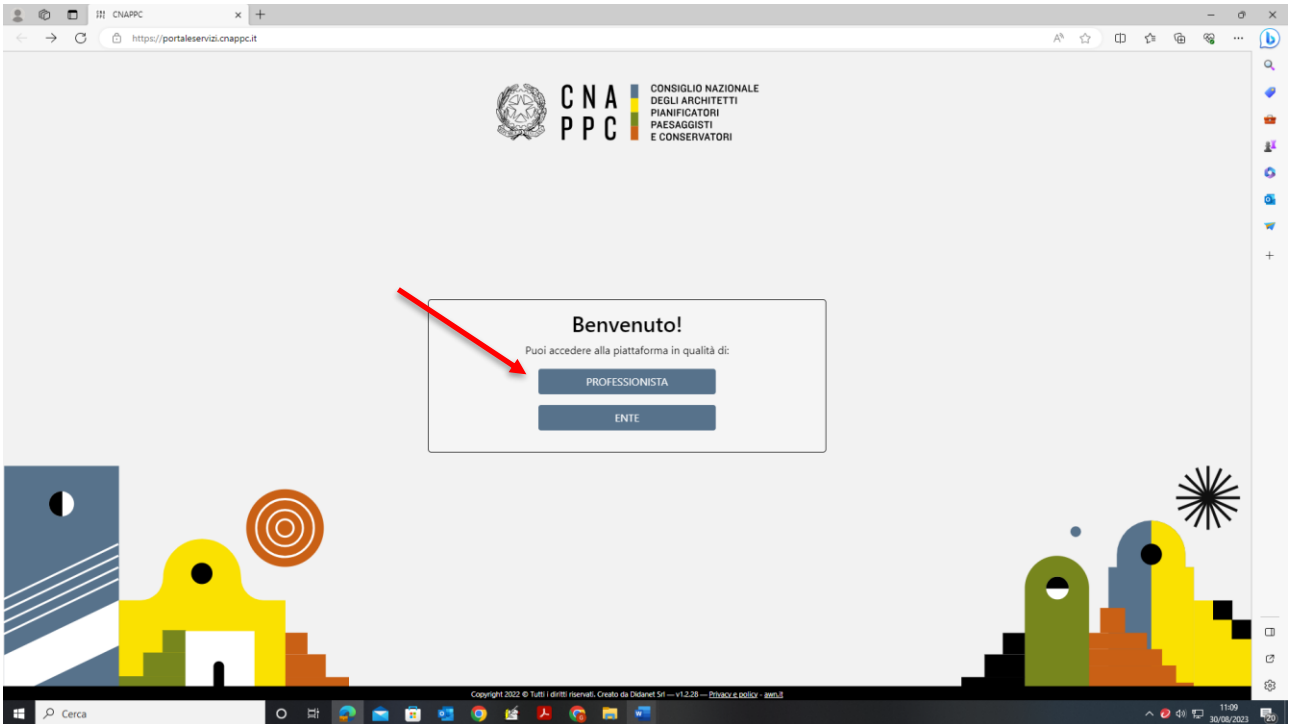 CNAPPC
https://portaleservizi.cnappc.it
CNA
PPC
CONSIGLIO NAZIONALE
DEGLI ARCHITETTI
PIANIFICATORI
PAESAGGISTI
E CONSERVATORI
Benvenuto!
Puoi accedere alla piattaforma in qualità di:
PROFESSIONISTA
ENTE
Copyright 2022 © Tutti i diritti riservati. Creato da Didanet Srl — v1.2.28 — Privacy e policy - awn.it
Cerca
11:09
30/08/2023
20